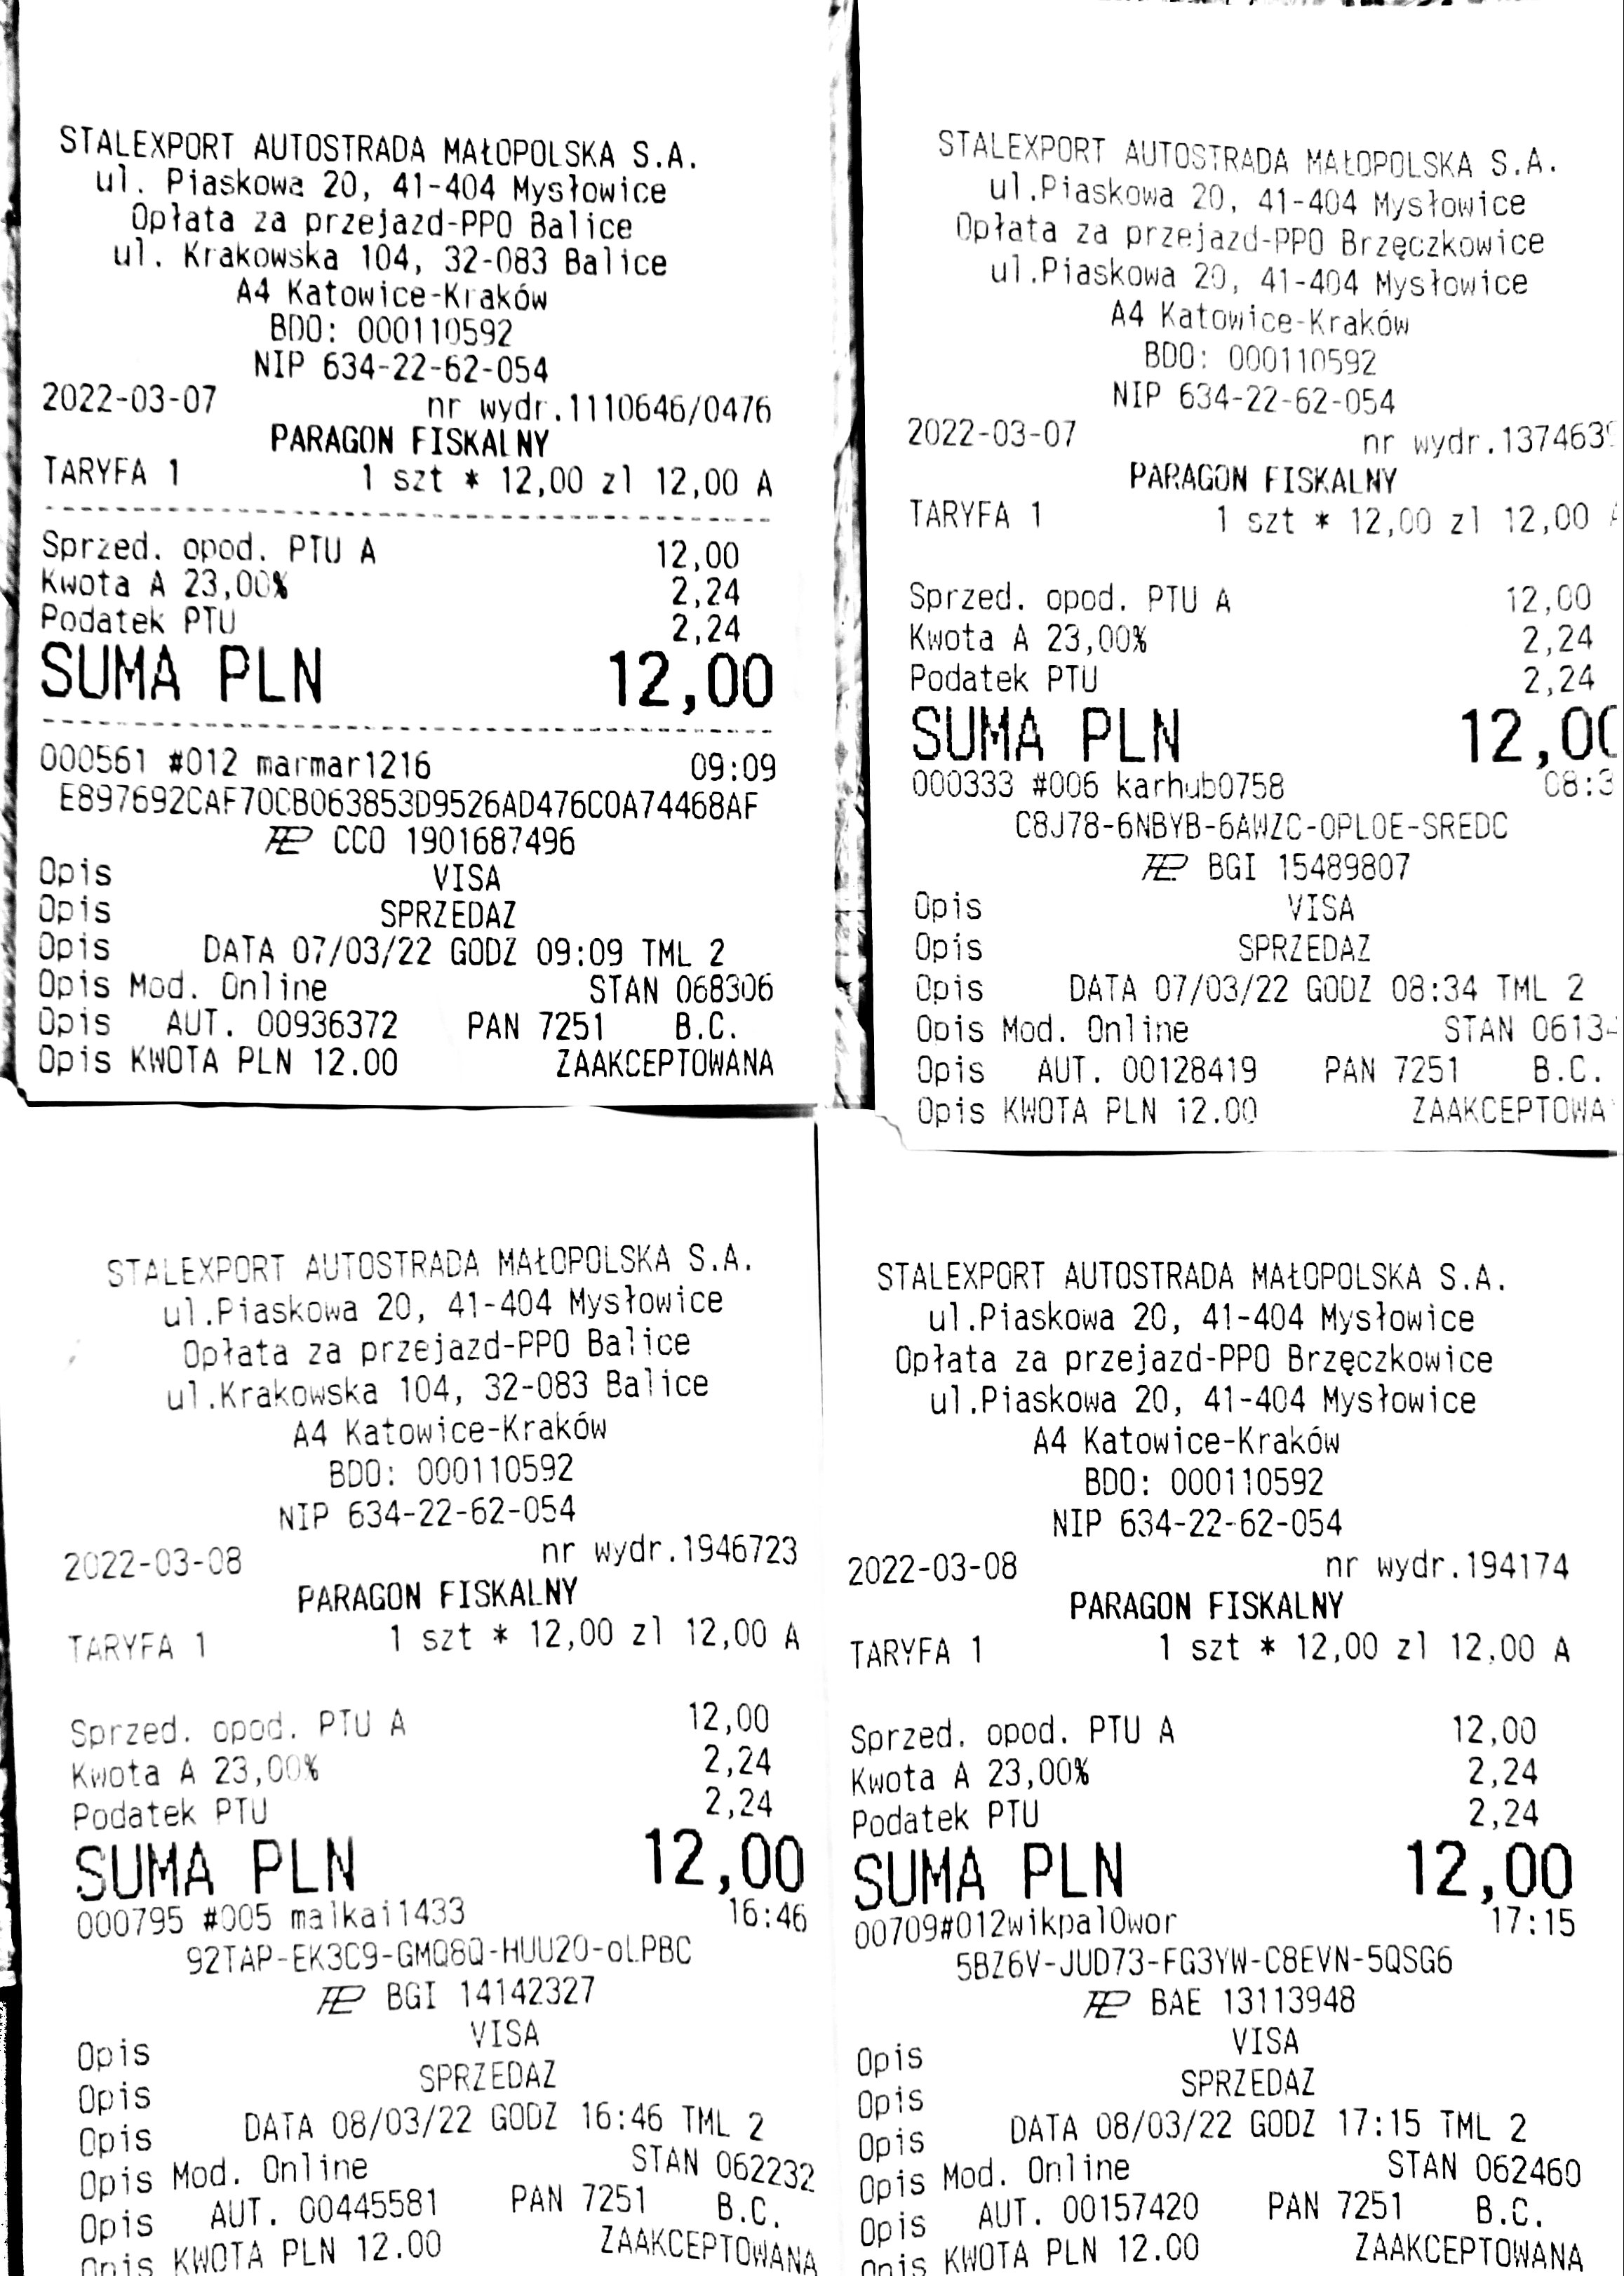 STALEXPORT AUTOSTRADA MAŁOPOLSKA S.A.
ul. Piaskowa 20, 41-404 Mysłowice
Opłata za przejazd-PPO Balice
ul. Krakowska 104, 32-083 Balice
A4 Katowice-Kraków
BDO: 000110592
NIP 634-22-62-054
2022-03-07 nr wydr.1110646/0476
PARAGON FISKALNY
TARYFA 1 1 szt * 12,00 zl 12,00 A
Sprzed. opod. PTU A 12,00
Kwota A 23,00% 2,24
Podatek PTU 2,24
SUMA PLN 12,00
000561 #012 marmar1216 09:09
E897692CAF70CB063853D9526AD476C0A74468AF
CCO 1901687496
Opis VISA
Opis SPRZEDAZ
Opis DATA 07/03/22 GODZ 09:09 TML 2
Opis Mod. Online STAN 068306
Opis AUT. 00936372 PAN 7251 B.C.
Opis KWOTA PLN 12.00 ZAAKCEPTOWANA
STALEXPORT AUTOSTRADA MAŁOPOLSKA S.A.
ul.Piaskowa 20, 41-404 Mysłowice
Opłata za przejazd-PPO Brzęczkowice
ul.Piaskowa 20, 41-404 Mysłowice
A4 Katowice-Kraków
BDO: 000110592
NIP 634-22-62-054
2022-03-07 nr wydr.137463
PARAGON FISKALNY
TARYFA 1 1 szt * 12,00 zl 12,00
Sprzed. opod. PTU A 12,00
Kwota A 23,00% 2,24
Podatek PTU 2,24
SUMA PLN 12,00
000333 #006 karhub0758 08:3
C8J78-6NBYB-6AWZC-0PLOE-SREDC
BGI 15489807
Opis VISA
Opis SPRZEDAZ
Opis DATA 07/03/22 GODZ 08:34 TML 2
Opis Mod. Online STAN 0613
Opis AUT. 00128419 PAN 7251 B.C.
Opis KWOTA PLN 12.00 ZAAKCEPTOWA
STALEXPORT AUTOSTRADA MAŁOPOLSKA S.A.
ul.Piaskowa 20, 41-404 Mysłowice
Opłata za przejazd-PPO Balice
ul.Krakowska 104, 32-083 Balice
A4 Katowice-Kraków
BDO: 000110592
NIP 634-22-62-054
2022-03-08 nr wydr.1946723
PARAGON FISKALNY
TARYFA 1 1 szt * 12,00 zl 12,00 A
Sprzed. opod. PTU A 12,00
Kwota A 23,00% 2,24
Podatek PTU 2,24
SUMA PLN 12,00
000795 #005 malkai1433 16:46
92TAP-EK3C9-GMQ8Q-HUU20-oLPBC
BGI 14142327
Opis VISA
Opis SPRZEDAZ
Opis DATA 08/03/22 GODZ 16:46 TML 2
Opis Mod. Online STAN 062232
Opis AUT. 00445581 PAN 7251 B.C.
Opis KWOTA PLN 12.00 ZAAKCEPTOWANA
STALEXPORT AUTOSTRADA MAŁOPOLSKA S.A.
ul.Piaskowa 20, 41-404 Mysłowice
Opłata za przejazd-PPO Brzęczkowice
ul.Piaskowa 20, 41-404 Mysłowice
A4 Katowice-Kraków
BDO: 000110592
NIP 634-22-62-054
2022-03-08 nr wydr.194174
PARAGON FISKALNY
TARYFA 1 1 szt * 12,00 zl 12,00 A
Sprzed. opod. PTU A 12,00
Kwota A 23,00% 2,24
Podatek PTU 2,24
SUMA PLN 12,00
00709#012wikpal0wor 17:15
5BZ6V-JUD73-FG3YW-C8EVN-5QSG6
BAE 13113948
Opis VISA
Opis SPRZEDAZ
Opis DATA 08/03/22 GODZ 17:15 TML 2
Opis Mod. Online STAN 062460
Opis AUT. 00157420 PAN 7251 B.C.
Opis KWOTA PLN 12.00 ZAAKCEPTOWANA